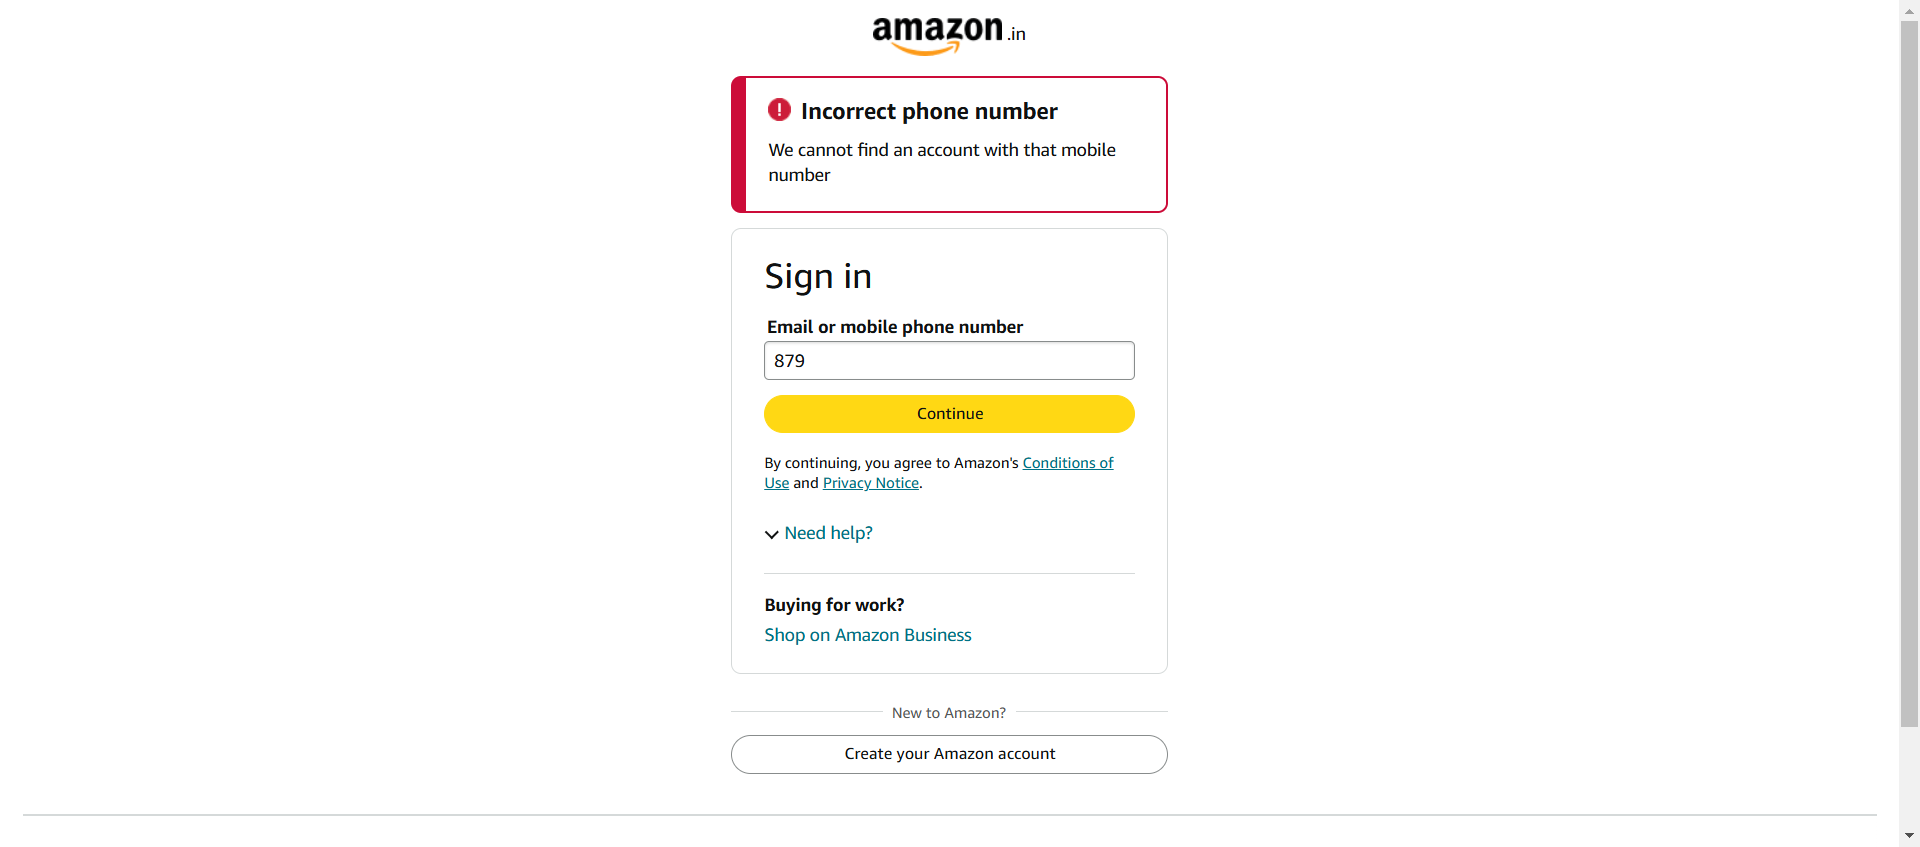 amazon.in
Incorrect phone number
We cannot find an account with that mobile
number
Sign in
Email or mobile phone number
879
Continue
By continuing, you agree to Amazon's Conditions of
Use and Privacy Notice.
Need help?
Buying for work?
Shop on Amazon Business
New to Amazon?
Create your Amazon account